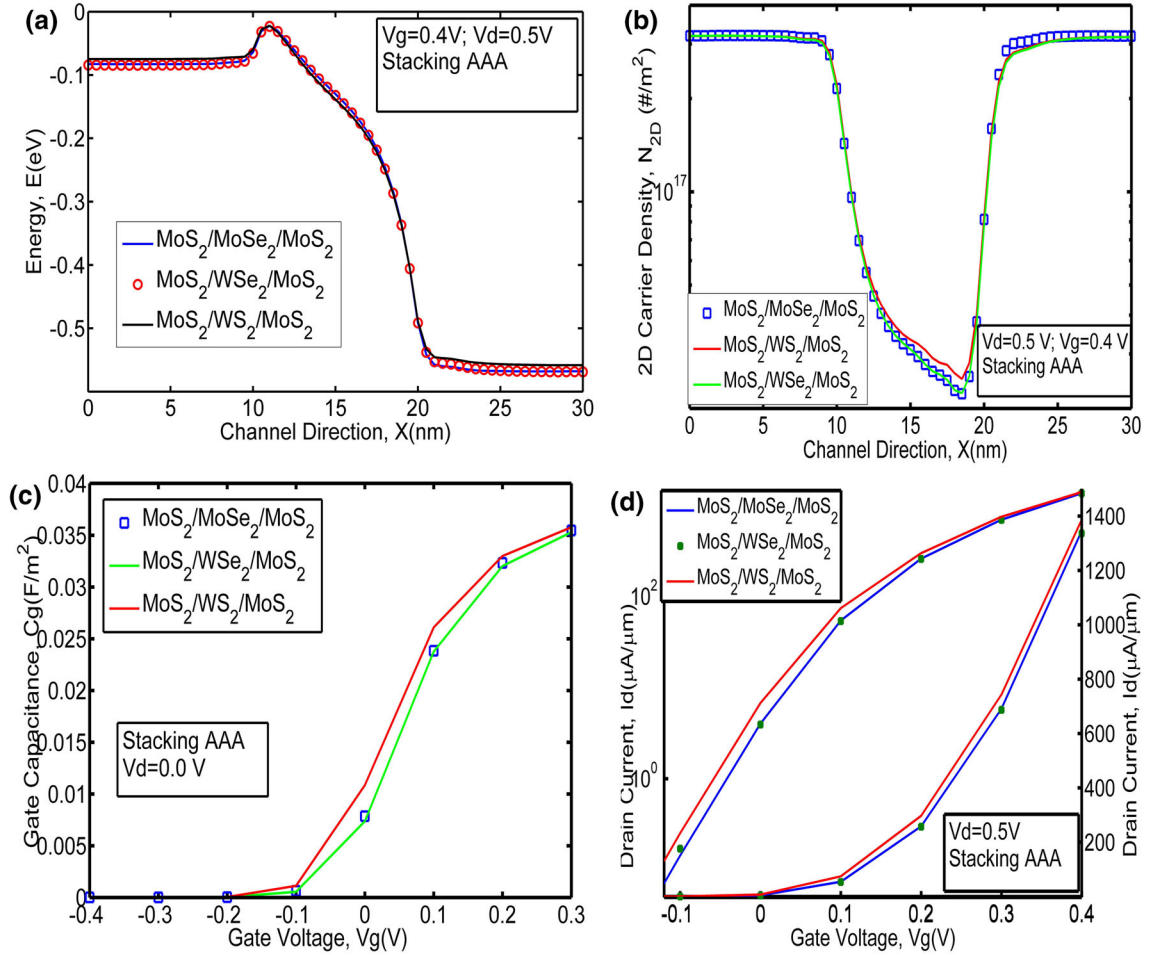 (a)
Energy, E(eV)
0
-0.1
-0.2
-0.3
-0.4
-0.5
Vg=0.4V; Vd=0.5V
Stacking AAA
MoS2/MoSe2/MoS2
MoS2/WSe2/MoS2
MoS2/WS2/MoS2
0 5 10 15 20 25 30
Channel Direction, X(nm)
(b)
2D Carrier Density, N2D (#/m²)
10¹⁷
MoS2/MoSe2/MoS2
MoS2/WS2/MoS2
MoS2/WSe2/MoS2
Vd=0.5 V; Vg=0.4 V
Stacking AAA
0 5 10 15 20 25 30
Channel Direction, X(nm)
(c)
Gate Capacitance, Cg(F/m²)
0.04
0.035
0.03
0.025
0.02
0.015
0.01
0.005
0
MoS2/MoSe2/MoS2
MoS2/WSe2/MoS2
MoS2/WS2/MoS2
Stacking AAA
Vd=0.0 V
-0.4 -0.3 -0.2 -0.1 0 0.1 0.2 0.3
Gate Voltage, Vg(V)
(d)
Drain Current, Id(μA/μm)
10²
10⁰
MoS2/MoSe2/MoS2
MoS2/WSe2/MoS2
MoS2/WS2/MoS2
Vd=0.5V
Stacking AAA
1400
1200
1000
800
600
400
200
Drain Current, Id(μA/μm)
-0.1 0 0.1 0.2 0.3 0.4
Gate Voltage, Vg(V)